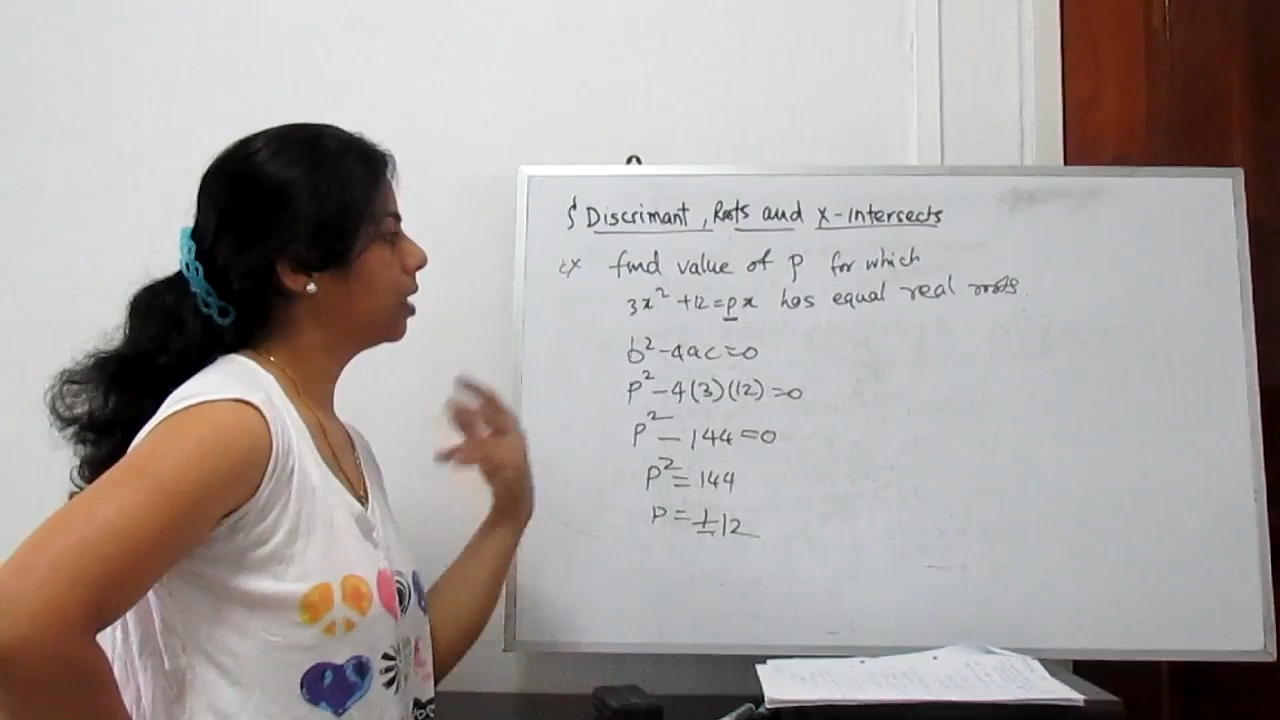 § Discrimant, Roots and X-Intersects
ex find value of p for which
3x² + 12 = px has equal real roots.
b² - 4ac = 0
p² - 4(3)(12) = 0
p² - 144 = 0
p² = 144
p = ±12